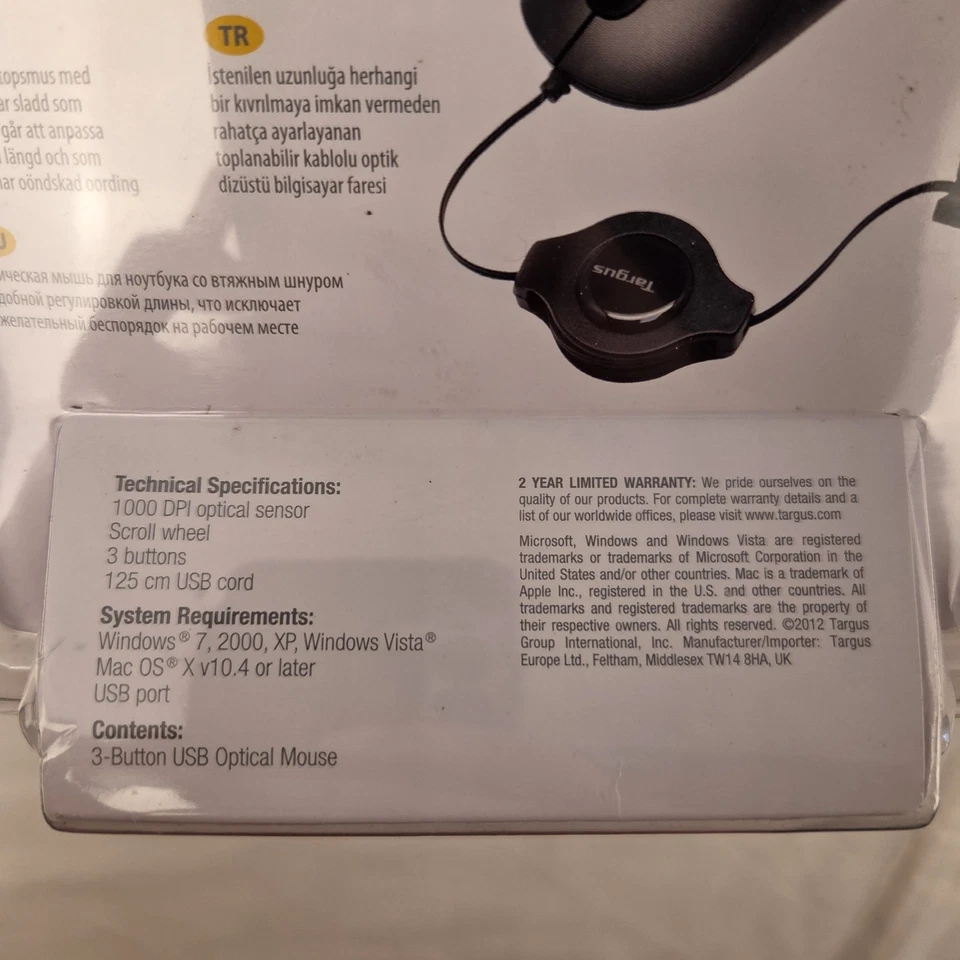 TR
opsmus med
ar sladd som
går att anpassa
längd och som
ar oöndskad oording
İstenilen uzunluğa herhangi
bir kıvrılmaya imkan vermeden
rahatça ayarlayanan
toplanabilir kablolu optik
dizüstü bilgisayar faresi
U
ическая мышь для ноутбука со втяжным шнуром
добной регулировкой длины, что исключает
желательный беспорядок на рабочем месте
Targus
Technical Specifications:
1000 DPI optical sensor
Scroll wheel
3 buttons
125 cm USB cord
System Requirements:
Windows® 7, 2000, XP, Windows Vista®
Mac OS® X v10.4 or later
USB port
Contents:
3-Button USB Optical Mouse
2 YEAR LIMITED WARRANTY: We pride ourselves on the
quality of our products. For complete warranty details and a
list of our worldwide offices, please visit www.targus.com
Microsoft, Windows and Windows Vista are registered
trademarks or trademarks of Microsoft Corporation in the
United States and/or other countries. Mac is a trademark of
Apple Inc., registered in the U.S. and other countries. All
trademarks and registered trademarks are the property of
their respective owners. All rights reserved. ©2012 Targus
Group International, Inc. Manufacturer/Importer: Targus
Europe Ltd., Feltham, Middlesex TW14 8HA, UK